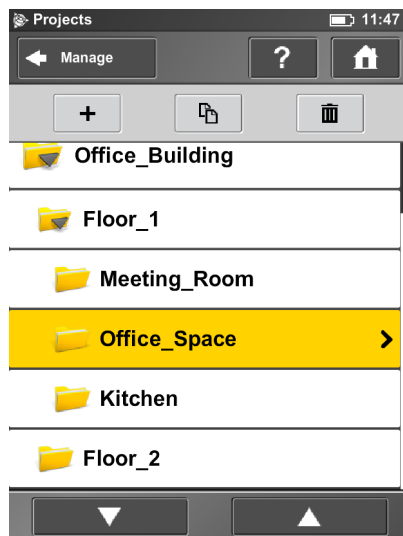 Projects 11:47
Manage ?
+
Office_Building
Floor_1
Meeting_Room
Office_Space
Kitchen
Floor_2